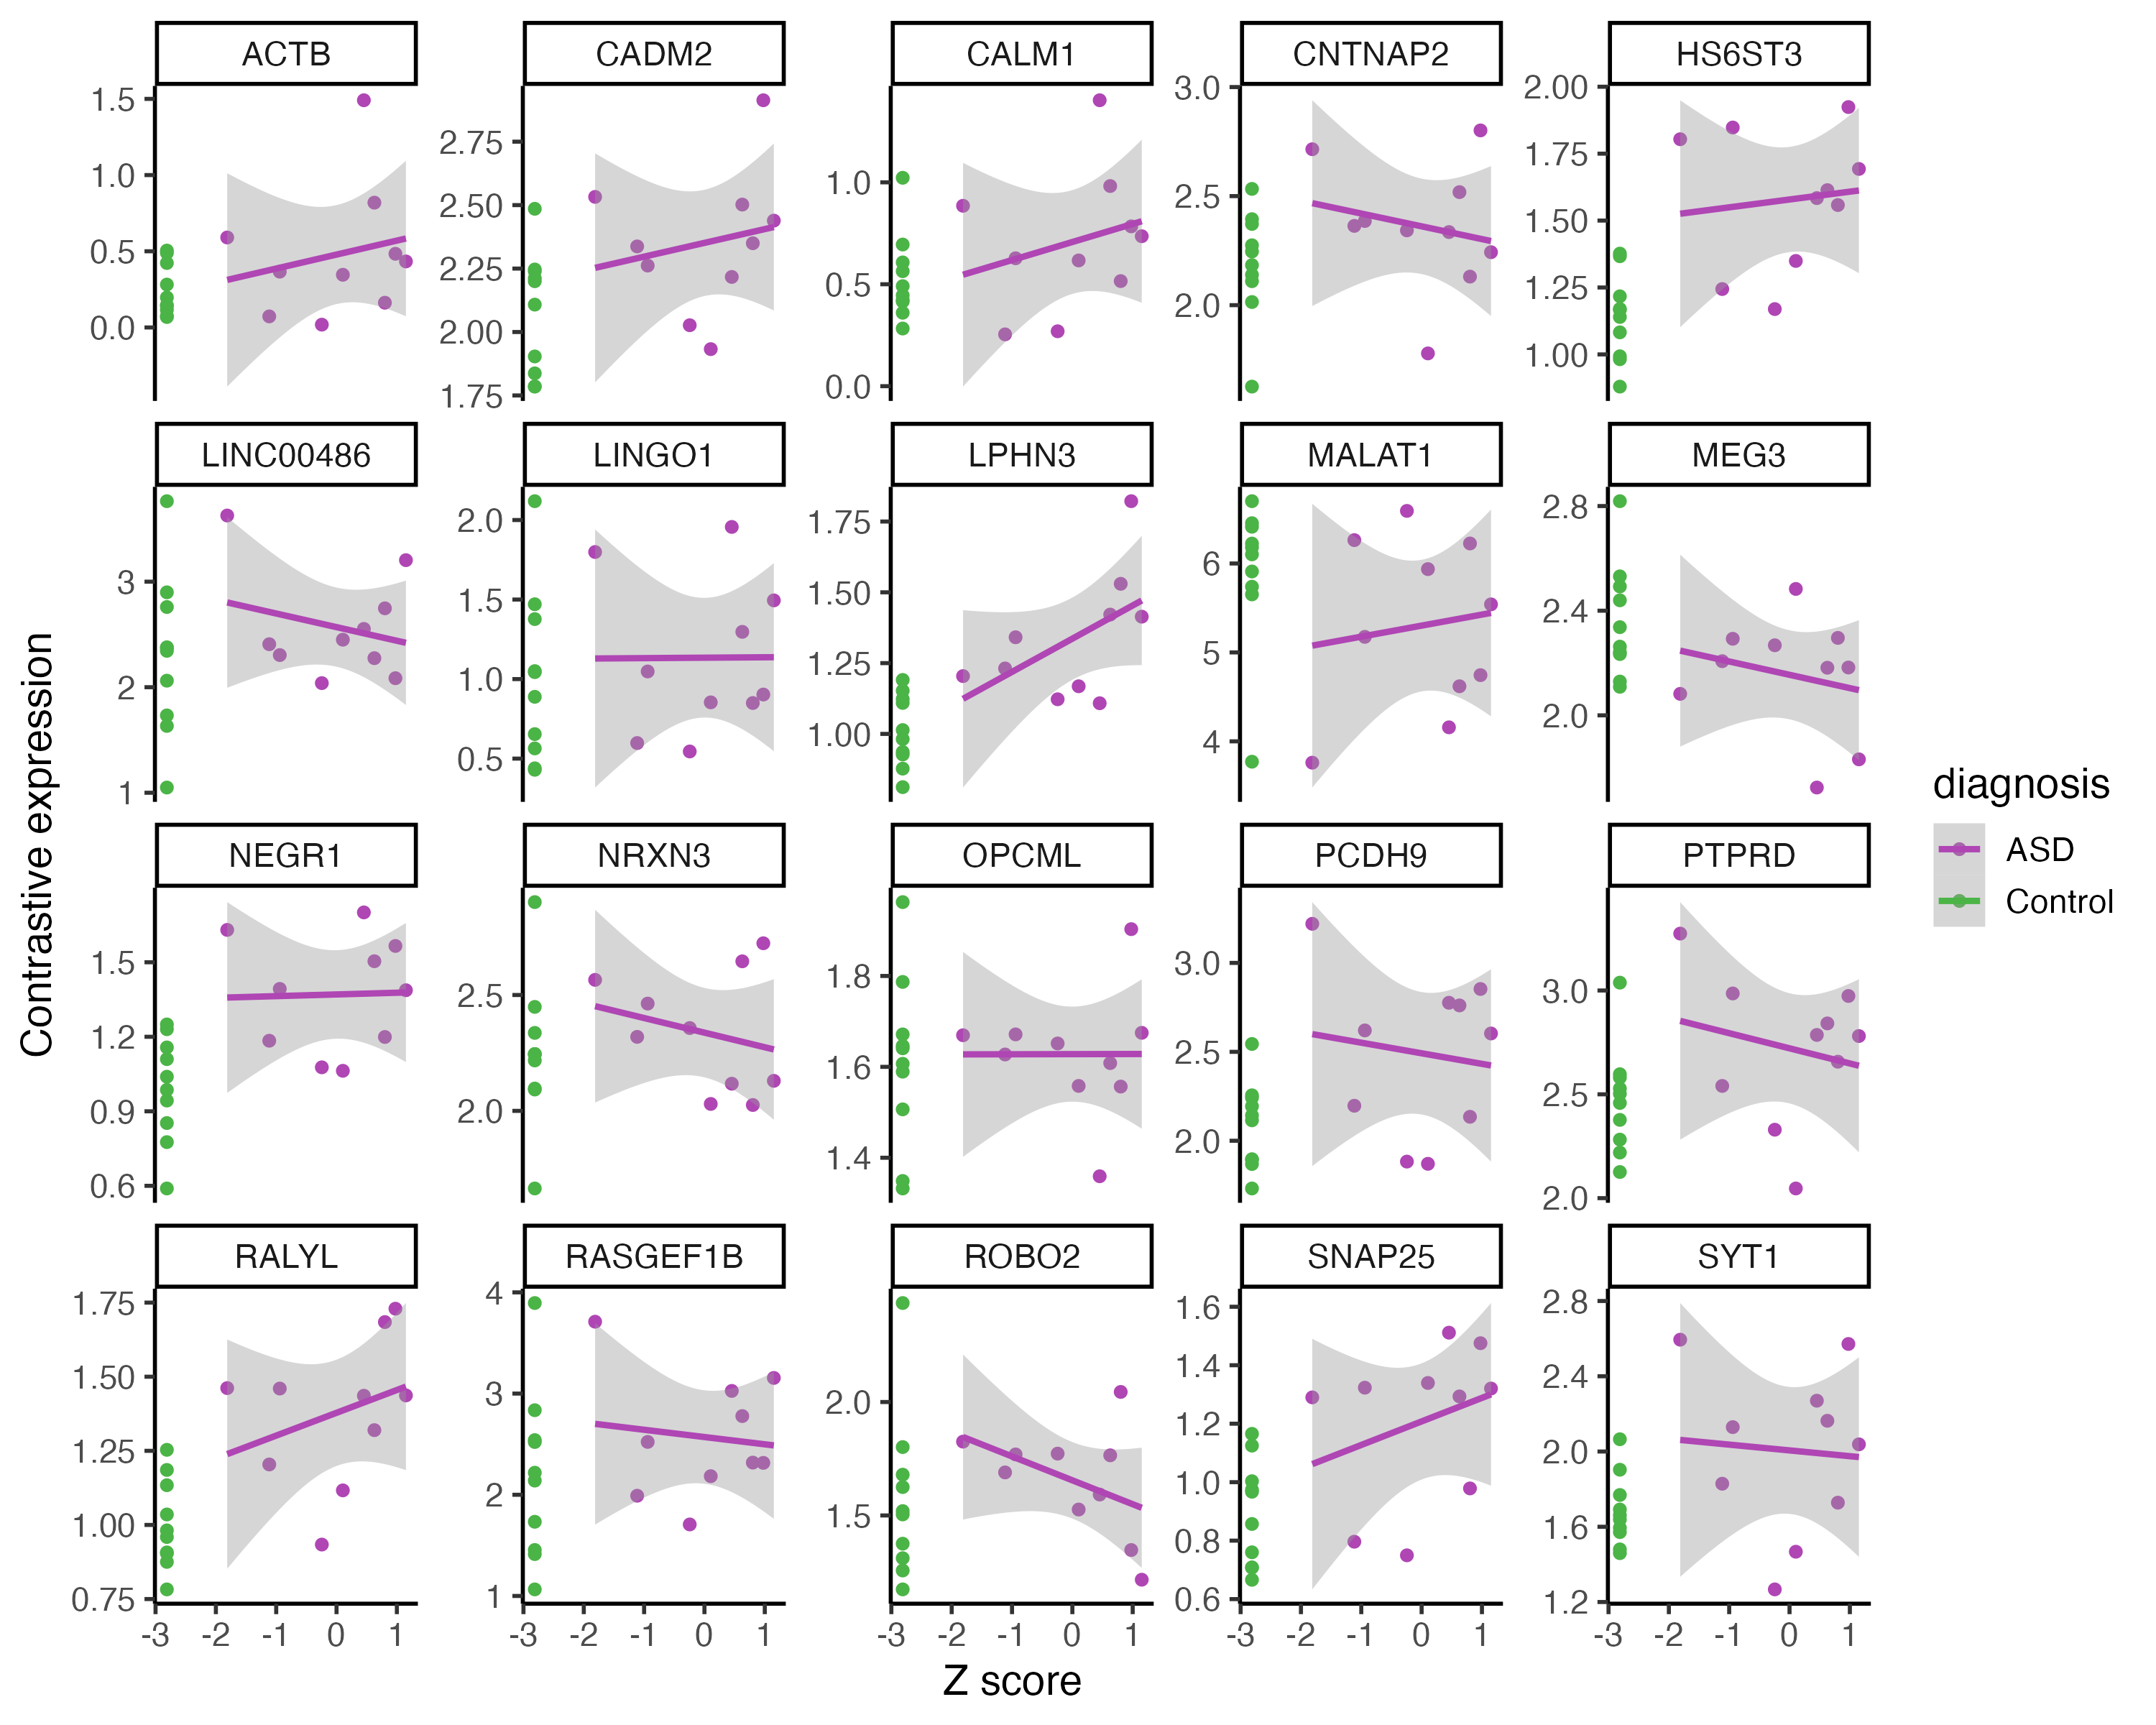 ACTB CADM2 CALM1 CNTNAP2 HS6ST3
1.5 1.0 0.5 0.0
2.75 2.50 2.25 2.00 1.75
1.0 0.5 0.0
3.0 2.5 2.0
2.00 1.75 1.50 1.25 1.00
LINC00486 LINGO1 LPHN3 MALAT1 MEG3
3 2 1
2.0 1.5 1.0 0.5
1.75 1.50 1.25 1.00
6 5 4
2.8 2.4 2.0
NEGR1 NRXN3 OPCML PCDH9 PTPRD
1.5 1.2 0.9 0.6
2.5 2.0
1.8 1.6 1.4
3.0 2.5 2.0
3.0 2.5 2.0
RALYL RASGEF1B ROBO2 SNAP25 SYT1
1.75 1.50 1.25 1.00 0.75
4 3 2 1
2.0 1.5
1.6 1.4 1.2 1.0 0.8 0.6
2.8 2.4 2.0 1.6 1.2
-3 -2 -1 0 1 -3 -2 -1 0 1 -3 -2 -1 0 1 -3 -2 -1 0 1 -3 -2 -1 0 1
Z score
Contrastive expression
diagnosis
ASD
Control